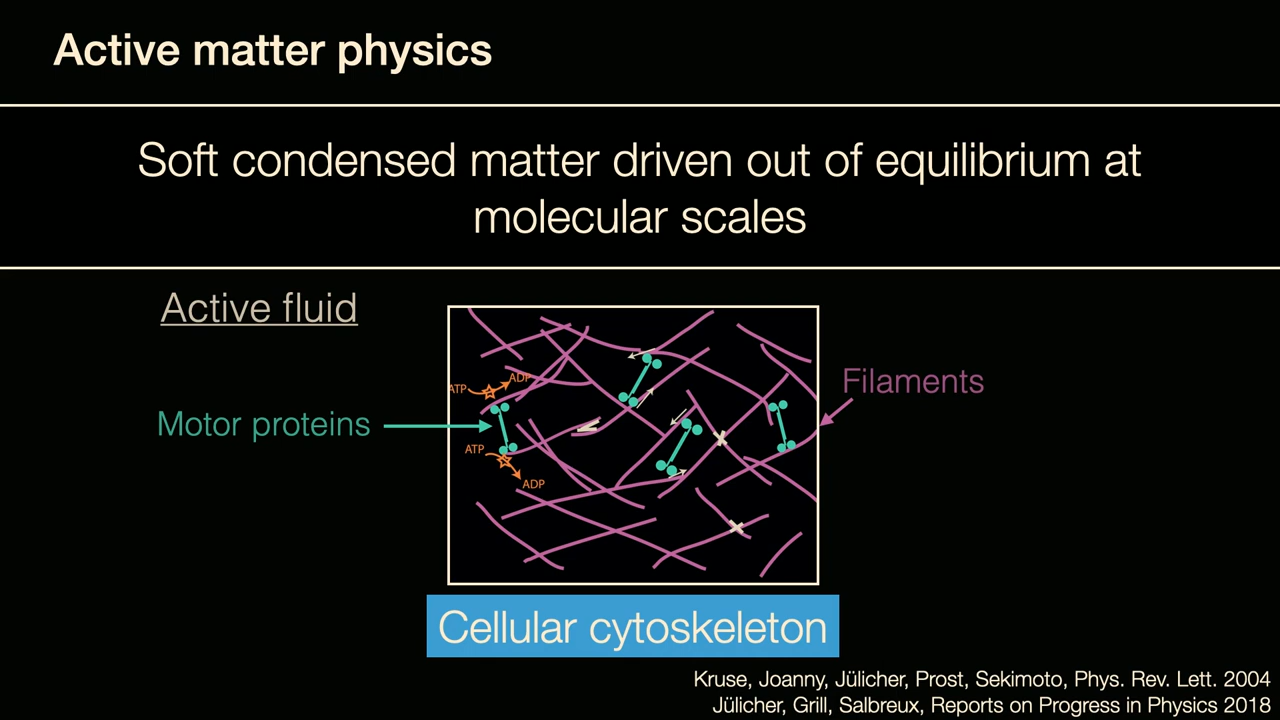 Active matter physics
Soft condensed matter driven out of equilibrium at
molecular scales
Active fluid
ATP
ADP
Filaments
Motor proteins
ATP
ADP
Cellular cytoskeleton
Kruse, Joanny, Jülicher, Prost, Sekimoto, Phys. Rev. Lett. 2004
Jülicher, Grill, Salbreux, Reports on Progress in Physics 2018